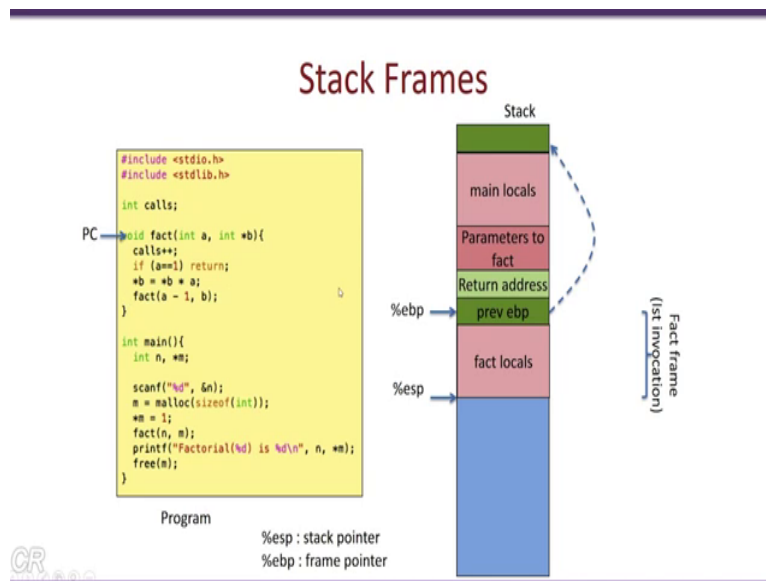 Stack Frames
Stack
#include <stdio.h>
#include <stdlib.h>
int calls;
PC
void fact(int a, int *b){
calls++;
if (a==1) return;
*b = *b * a;
fact(a - 1, b);
}
int main(){
int n, *m;
scanf("%d", &n);
m = malloc(sizeof(int));
*m = 1;
fact(n, m);
printf("Factorial(%d) is %d\n", n, *m);
free(m);
}
Program
main locals
Parameters to
fact
Return address
%ebp
prev ebp
fact locals
%esp
Fact frame
(Ist invocation)
%esp : stack pointer
%ebp : frame pointer
CR